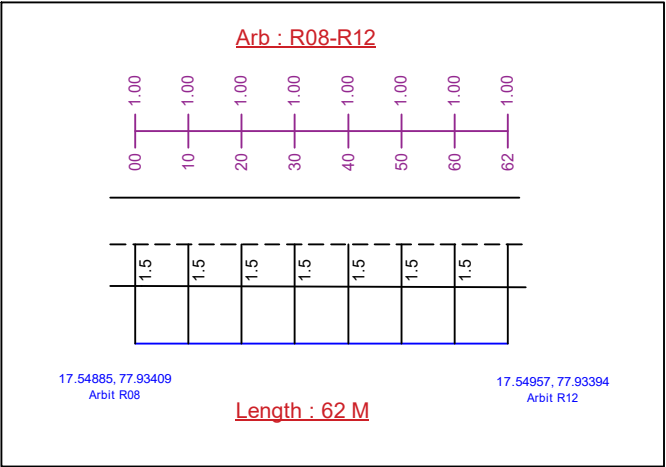 Arb : R08-R12
1.00 1.00 1.00 1.00 1.00 1.00 1.00 1.00
00 10 20 30 40 50 60 62
1.5 1.5 1.5 1.5 1.5 1.5 1.5
17.54885, 77.93409
Arbit R08
17.54957, 77.93394
Arbit R12
Length : 62 M